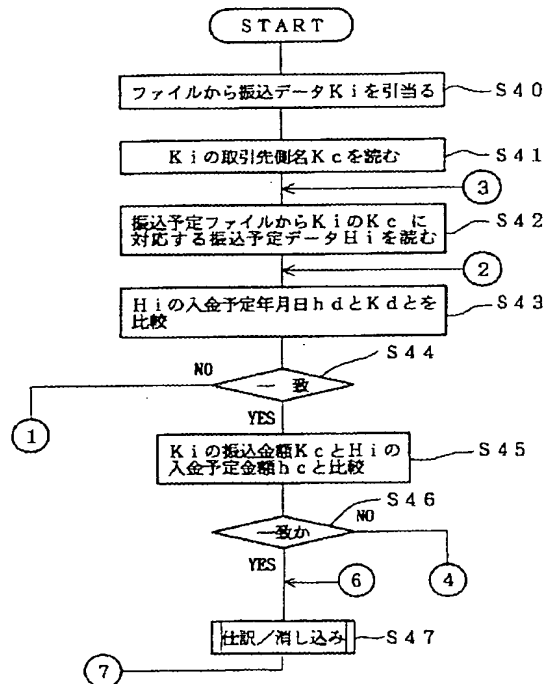 START
ファイルから振込データKiを引当る
S40
Kiの取引先側名Kcを読む
S41
3
振込予定ファイルからKiのKcに
対応する振込予定データHiを読む
S42
2
Hiの入金予定年月日hdとKdとを
比較
S43
S44
NO
一致
1
YES
Kiの振込金額KcとHiの
入金予定金額hcと比較
S45
S46
NO
一致か
YES
6
4
仕訳/消し込み
S47
7